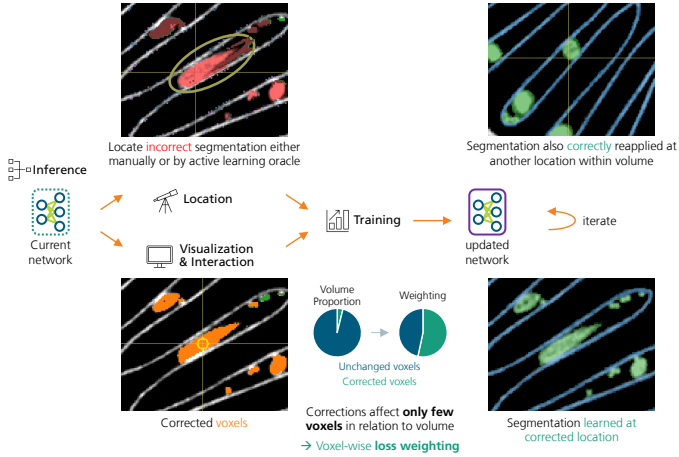 Locate incorrect segmentation either
manually or by active learning oracle
Segmentation also correctly reapplied at
another location within volume
Inference
Location
Current
network
Visualization
& Interaction
Training
updated
network
iterate
Volume
Proportion
Weighting
Unchanged voxels
Corrected voxels
Corrected voxels
Corrections affect only few
voxels in relation to volume
→ Voxel-wise loss weighting
Segmentation learned at
corrected location